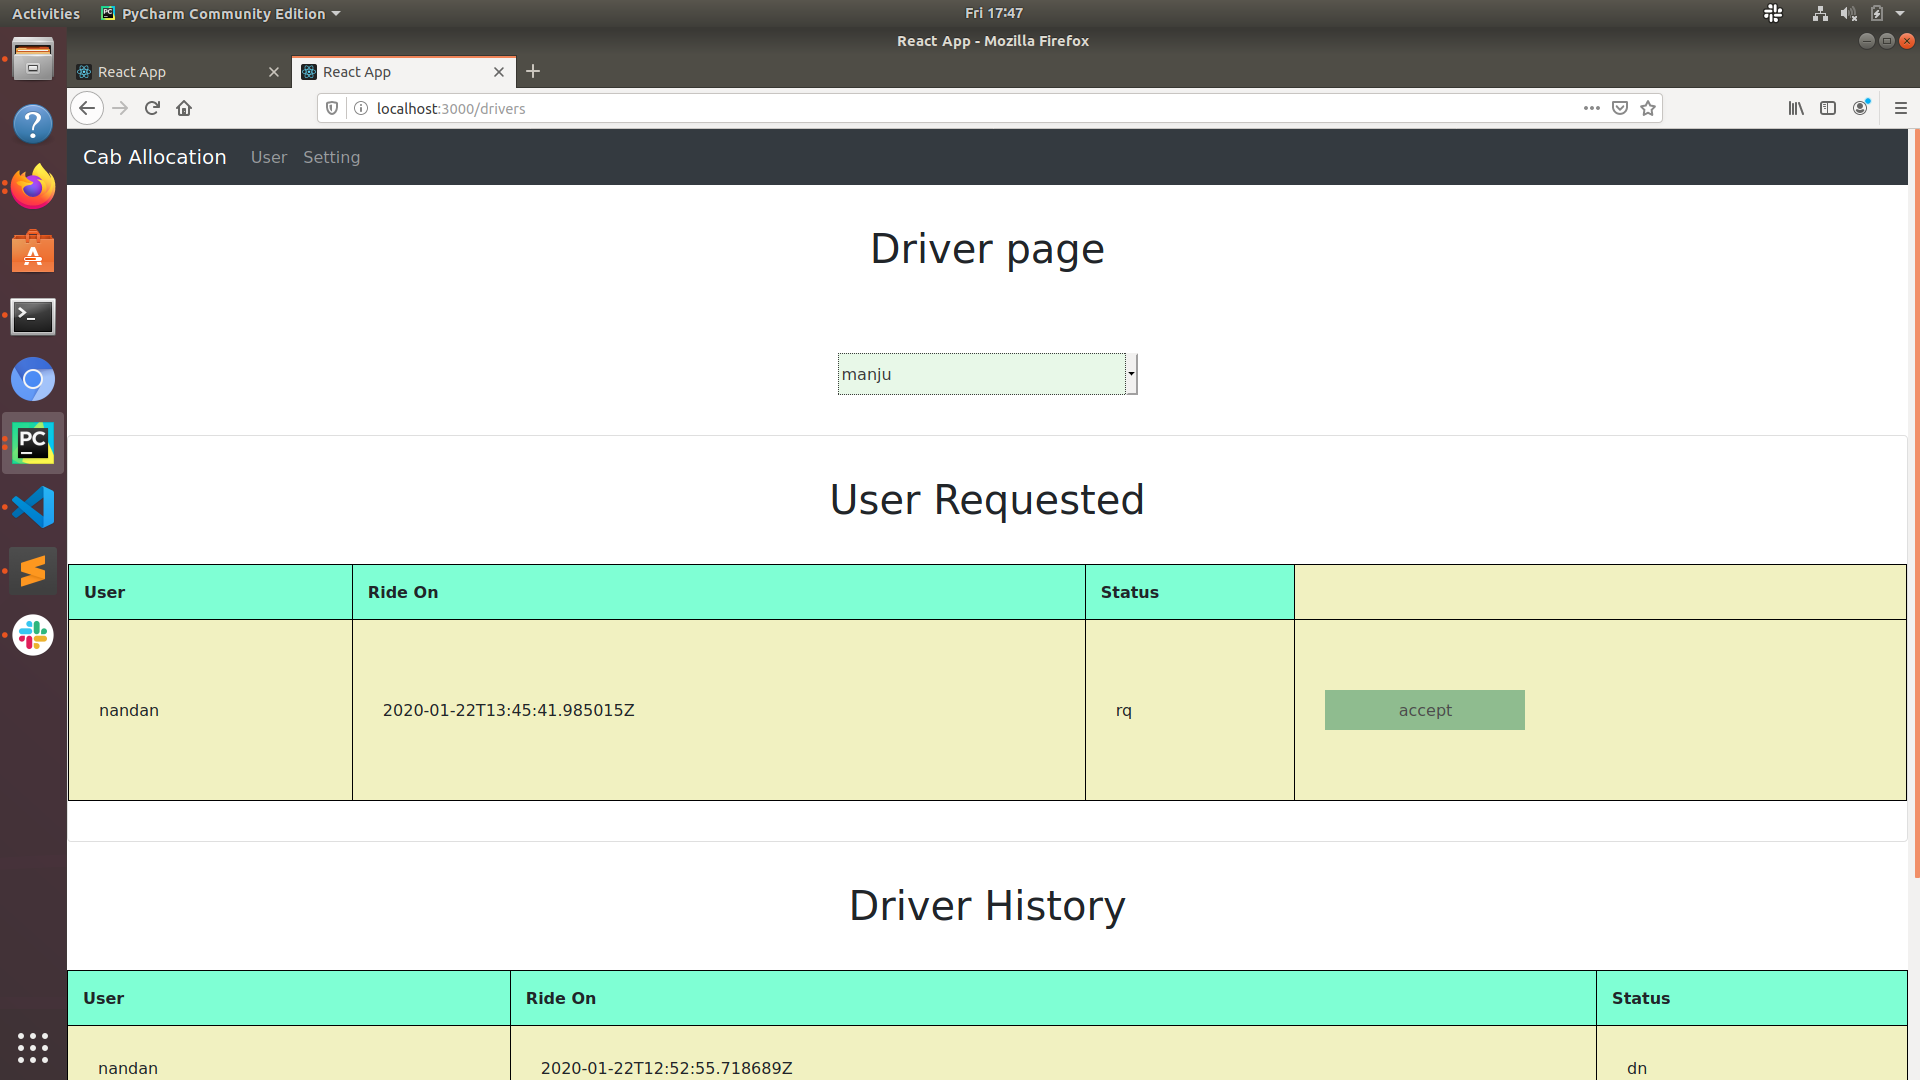 Activities PyCharm Community Edition Fri 17:47
React App - Mozilla Firefox
React App React App
localhost:3000/drivers
Cab Allocation User Setting
Driver page
manju
User Requested
User Ride On Status
nandan 2020-01-22T13:45:41.985015Z rq accept
Driver History
User Ride On Status
nandan 2020-01-22T12:52:55.718689Z dn